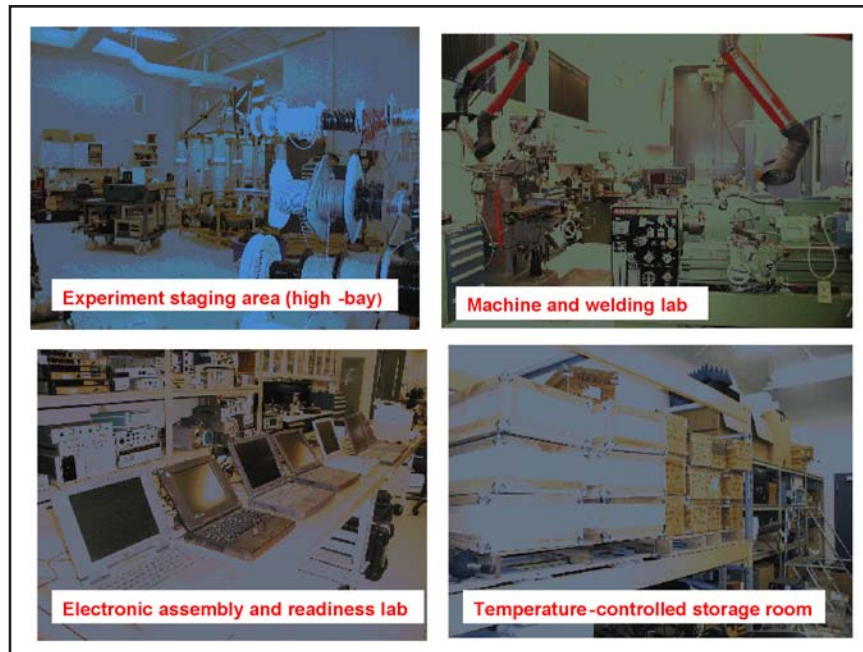 Experiment staging area (high -bay)
Machine and welding lab
Electronic assembly and readiness lab
Temperature-controlled storage room